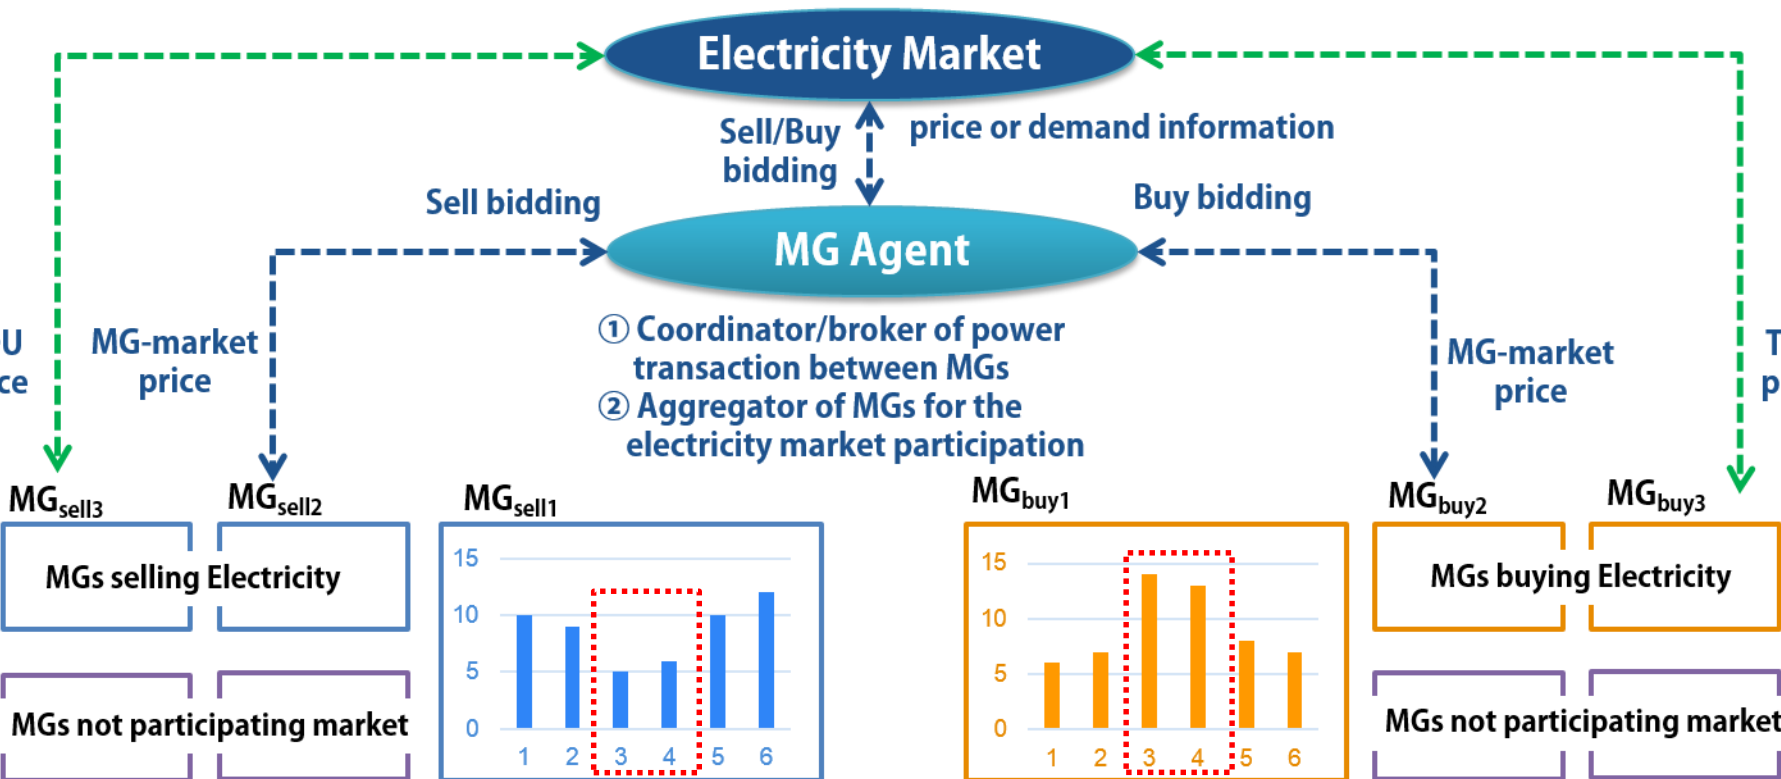 Electricity Market
Sell/Buy
bidding
price or demand information
Sell bidding
Buy bidding
MG Agent
U
ce
MG-market
price
① Coordinator/broker of power
transaction between MGs
② Aggregator of MGs for the
electricity market participation
MG-market
price
T
p
MGsell3
MGsell2
MGsell1
MGbuy1
MGbuy2
MGbuy3
MGs selling Electricity
15
10
5
0
1 2 3 4 5 6
15
10
5
0
1 2 3 4 5 6
MGs buying Electricity
MGs not participating market
MGs not participating market